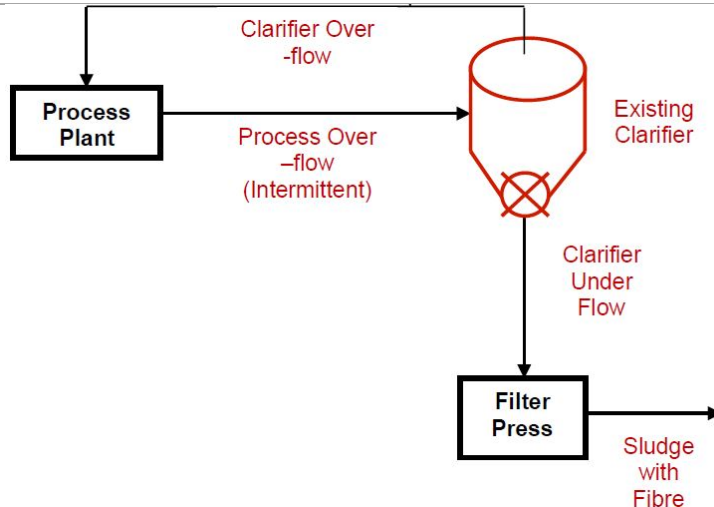 Clarifier Over
-flow
Process
Plant
Process Over
–flow
(Intermittent)
Existing
Clarifier
Clarifier
Under
Flow
Filter
Press
Sludge
with
Fibre